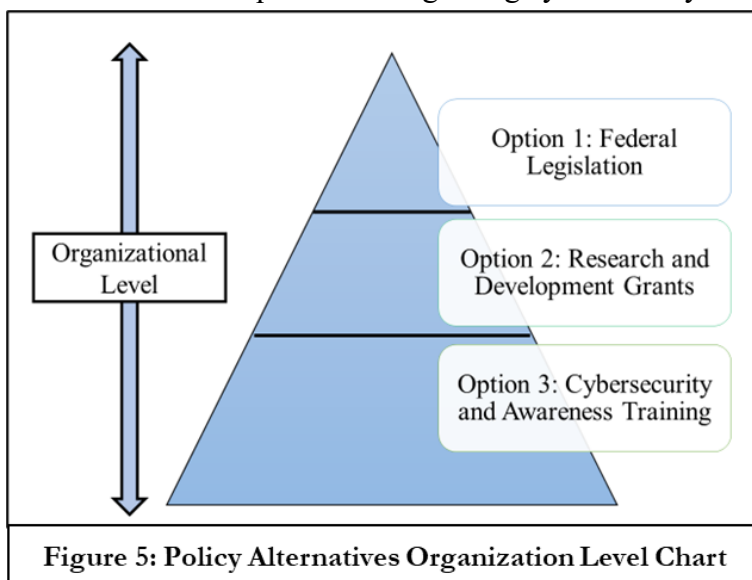 Option 1: Federal
Legislation
Organizational
Level
Option 2: Research and
Development Grants
Option 3: Cybersecurity
and Awareness Training
Figure 5: Policy Alternatives Organization Level Chart